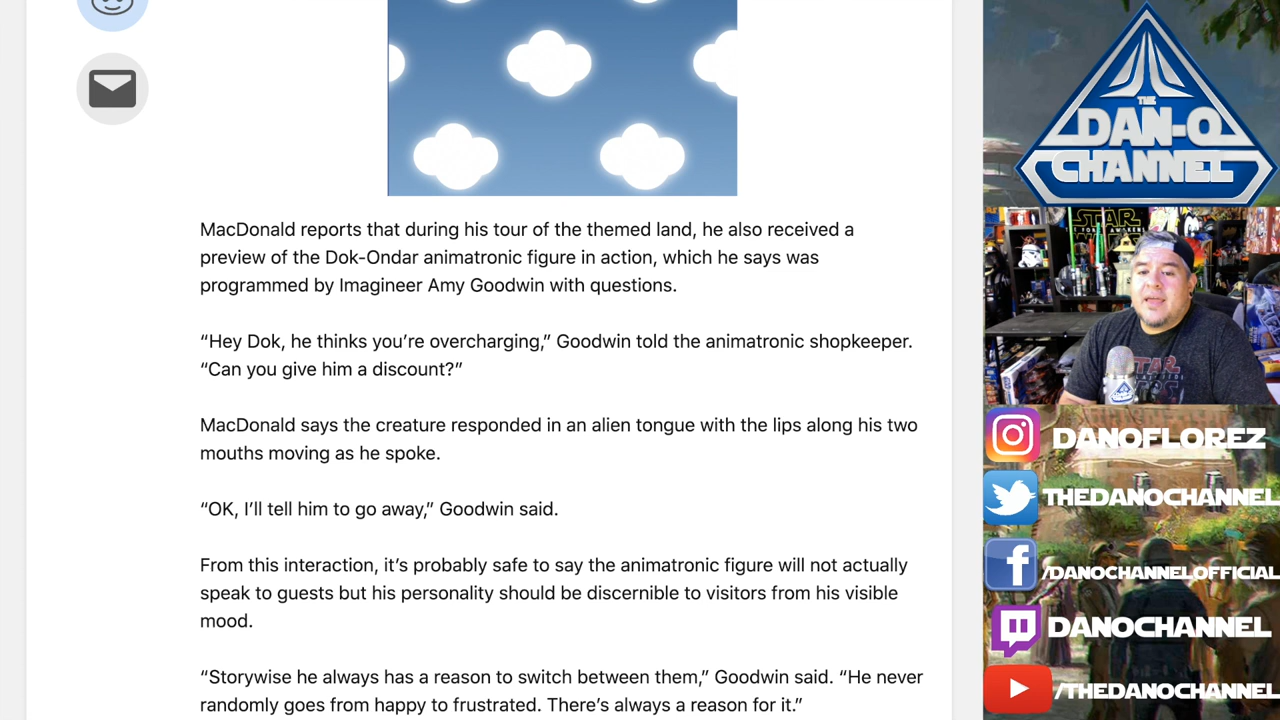 MacDonald reports that during his tour of the themed land, he also received a
preview of the Dok-Ondar animatronic figure in action, which he says was
programmed by Imagineer Amy Goodwin with questions.
“Hey Dok, he thinks you’re overcharging,” Goodwin told the animatronic shopkeeper.
“Can you give him a discount?”
MacDonald says the creature responded in an alien tongue with the lips along his two
mouths moving as he spoke.
“OK, I’ll tell him to go away,” Goodwin said.
From this interaction, it’s probably safe to say the animatronic figure will not actually
speak to guests but his personality should be discernible to visitors from his visible
mood.
“Storywise he always has a reason to switch between them,” Goodwin said. “He never
randomly goes from happy to frustrated. There’s always a reason for it.”
THE
DAN-O
CHANNEL
STAR
THE FORCE AWAKENS
STAR
DANOFLOREZ
THEDANOCHANNEL
/DANOCHANNELOFFICIAL
DANOCHANNEL
/THEDANOCHANNEL